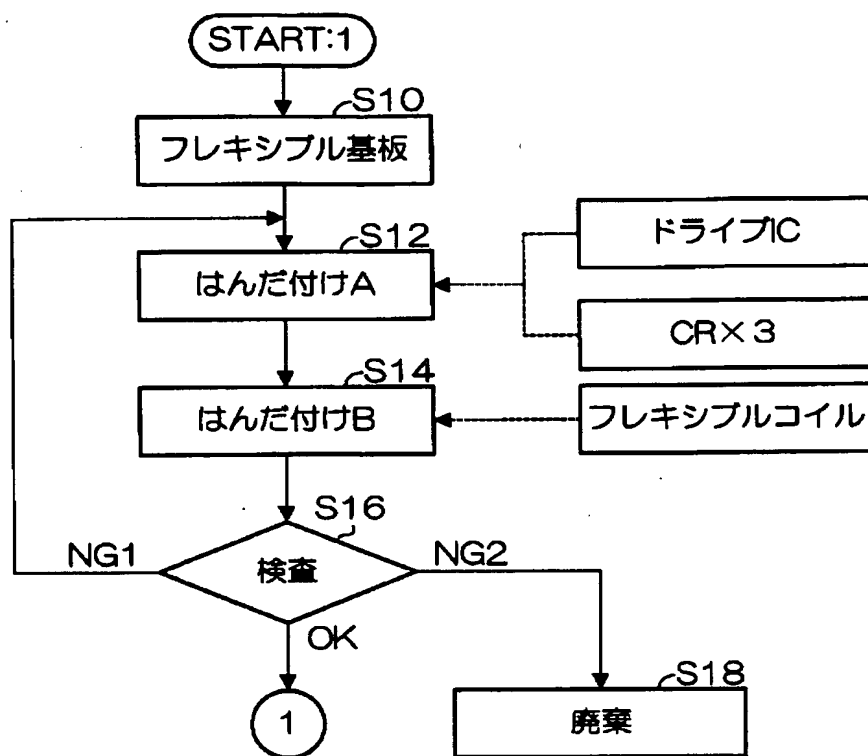 START:1
S10
フレキシブル基板
S12
はんだ付けA
ドライブIC
CR×3
S14
はんだ付けB
フレキシブルコイル
S16
NG1
検査
NG2
OK
1
S18
廃棄